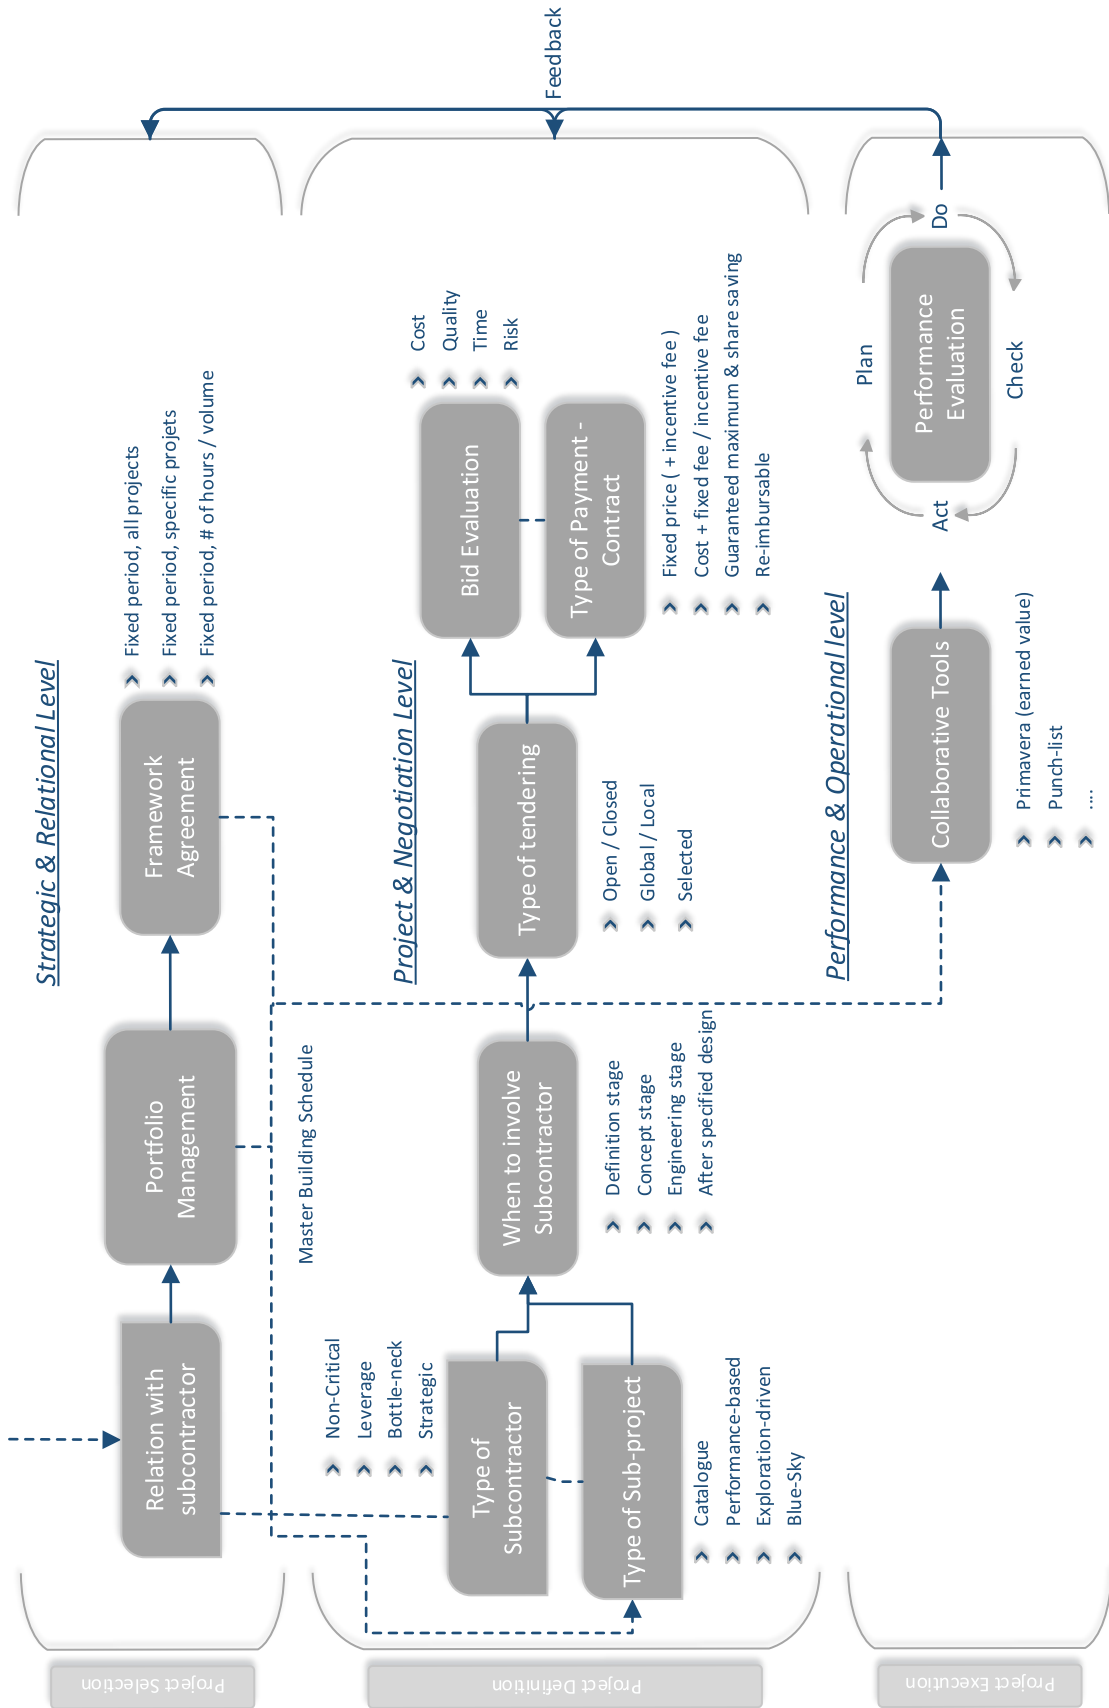 Strategic & Relational Level
Project Selection
Relation with
subcontractor
Portfolio
Management
Framework
Agreement
Fixed period, all projects
Fixed period, specific projets
Fixed period, # of hours / volume
Master Building Schedule
Project & Negotiation Level
Project Definition
Non-Critical
Leverage
Bottle-neck
Strategic
Type of
Subcontractor
Type of Sub-project
Catalogue
Performance-based
Exploration-driven
Blue-Sky
When to involve
Subcontractor
Definition stage
Concept stage
Engineering stage
After specified design
Type of tendering
Open / Closed
Global / Local
Selected
Bid Evaluation
Cost
Quality
Time
Risk
Type of Payment -
Contract
Fixed price ( + incentive fee )
Cost + fixed fee / incentive fee
Guaranteed maximum & share saving
Re-imbursable
Feedback
Performance & Operational level
Project Execution
Collaborative Tools
Primavera (earned value)
Punch-list
....
Performance
Evaluation
Plan
Do
Check
Act